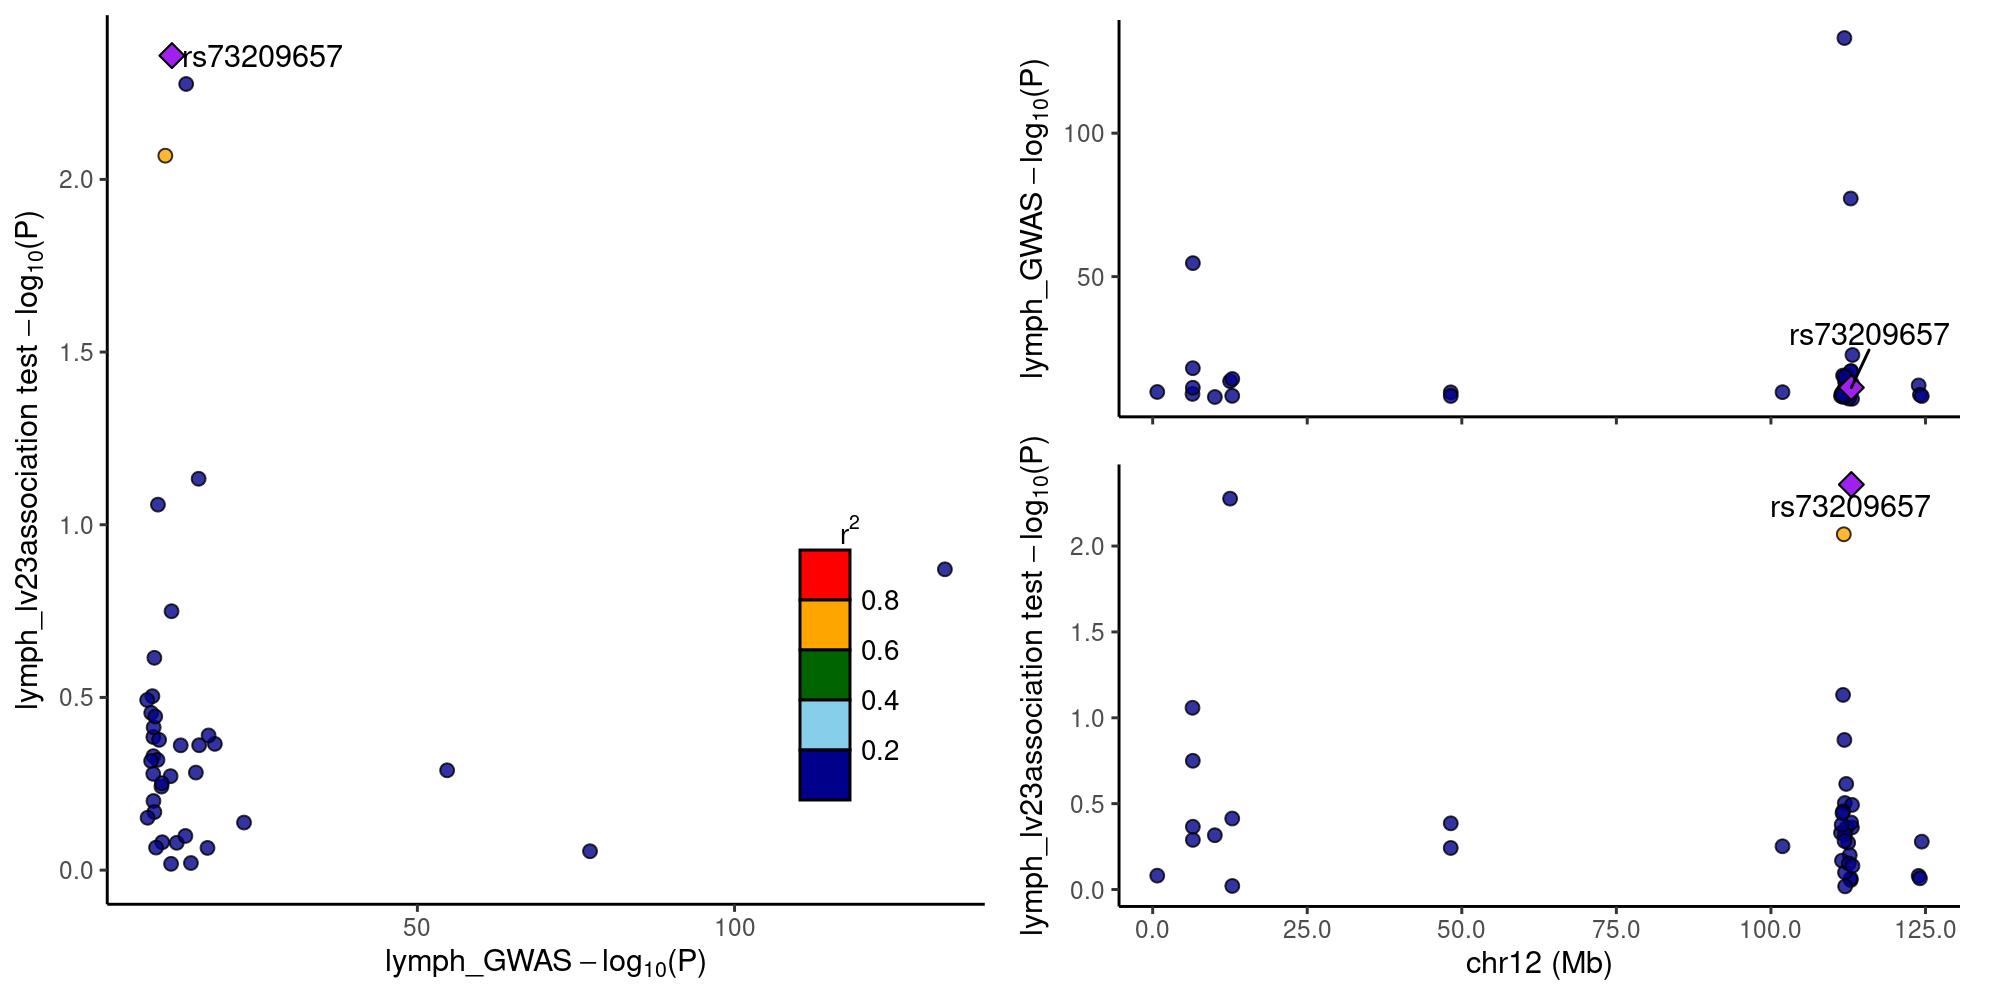 rs73209657
2.0
1.5
1.0
0.5
0.0
lymph_lv23association test −log10(P)
50
100
lymph_GWAS −log10(P)
r2
0.8
0.6
0.4
0.2
100
50
lymph_GWAS −log10(P)
rs73209657
rs73209657
2.0
1.5
1.0
0.5
0.0
lymph_lv23association test −log10(P)
0.0 25.0 50.0 75.0 100.0 125.0
chr12 (Mb)